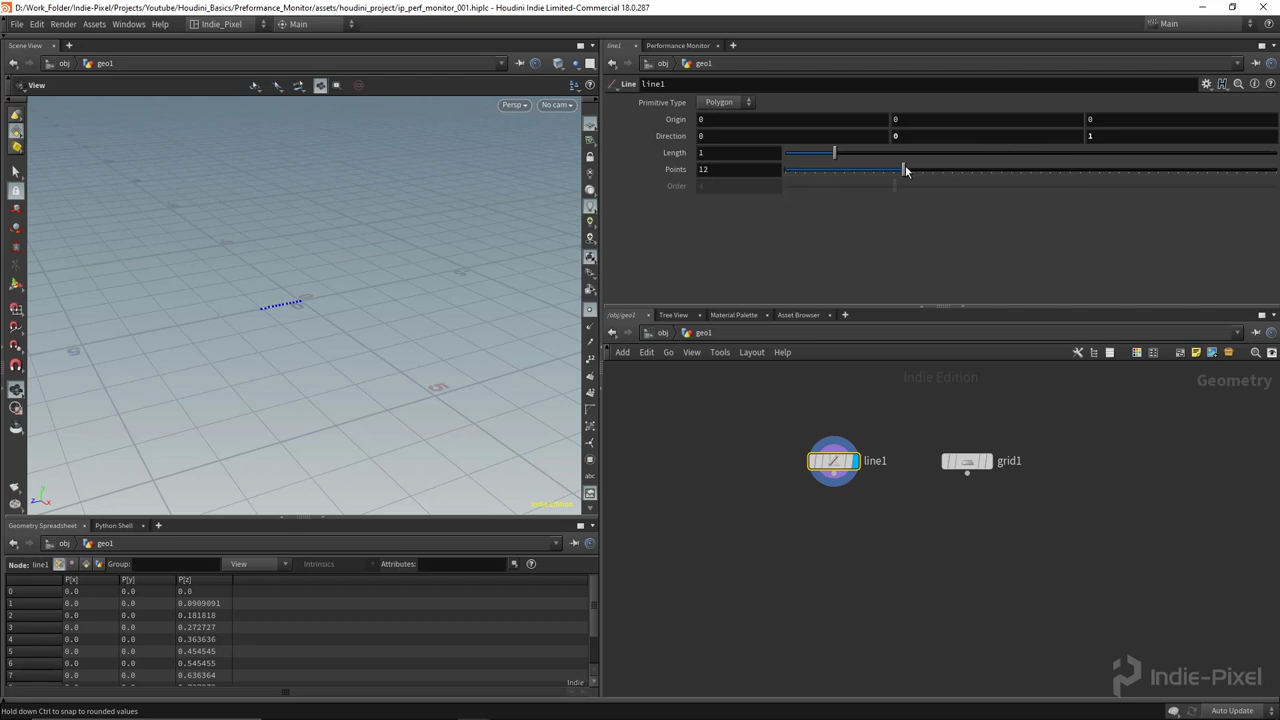 D:/Work_Folder/Indie-Pixel/Projects/Youtube/Houdini_Basics/Preformance_Monitor/assets/houdini_project/ip_perf_monitor_001.hiplc - Houdini Indie Limited-Commercial 18.0.287
File Edit Render Assets Windows Help Indie_Pixel Main Main
Scene View
obj geo1
View
Persp No cam
5
5
Indie Edition
line1 Performance Monitor
obj geo1
Line line1
Primitive Type Polygon
Origin 0 0 0
Direction 0 0 1
Length 1
Points 12
Order 4
/obj/geo1 Tree View Material Palette Asset Browser
obj geo1
Add Edit Go View Tools Layout Help
Indie Edition Geometry
line1
grid1
Geometry Spreadsheet Python Shell
obj geo1
Node: line1 Group: View Intrinsics Attributes:
P[x] P[y] P[z]
0 0.0 0.0 0.0
1 0.0 0.0 0.0909091
2 0.0 0.0 0.181818
3 0.0 0.0 0.272727
4 0.0 0.0 0.363636
5 0.0 0.0 0.454545
6 0.0 0.0 0.545455
7 0.0 0.0 0.636364
Indie
Indie-Pixel
Hold down Ctrl to snap to rounded values
Auto Update